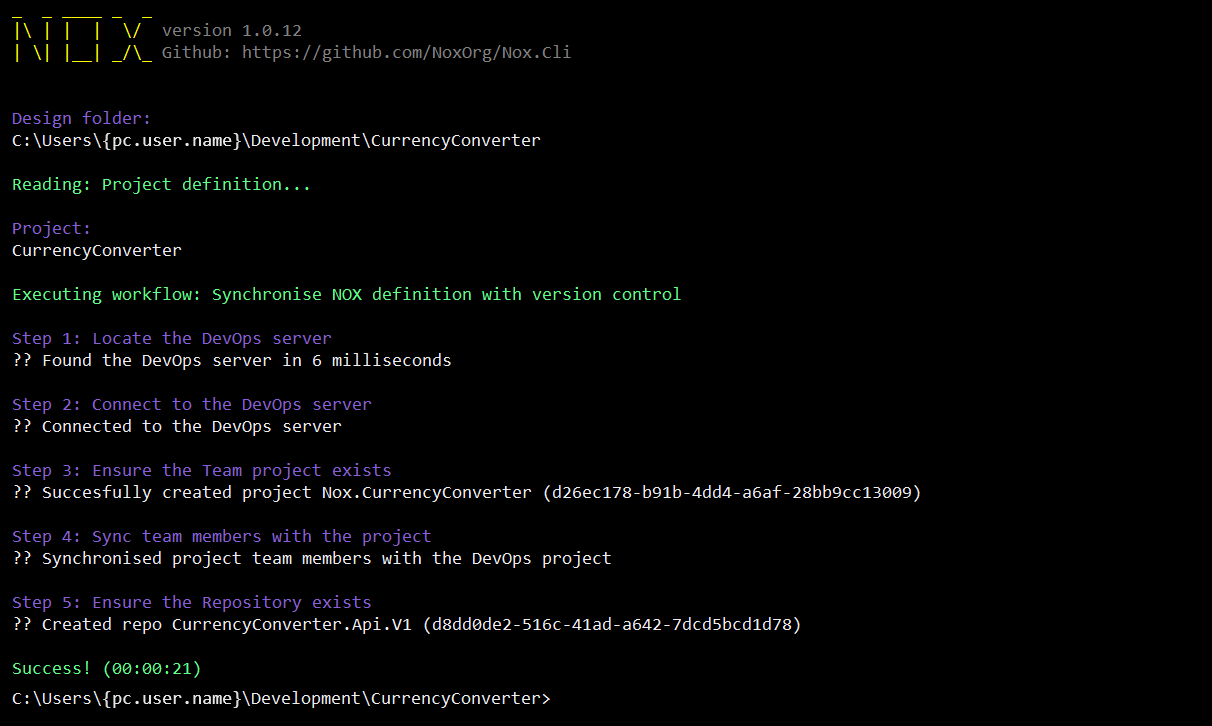 _  _ ____ _  _
|\ | |  |  \/  version 1.0.12
| \| |__| _/\_ Github: https://github.com/NoxOrg/Nox.Cli
Design folder:
C:\Users\{pc.user.name}\Development\CurrencyConverter
Reading: Project definition...
Project:
CurrencyConverter
Executing workflow: Synchronise NOX definition with version control
Step 1: Locate the DevOps server
?? Found the DevOps server in 6 milliseconds
Step 2: Connect to the DevOps server
?? Connected to the DevOps server
Step 3: Ensure the Team project exists
?? Succesfully created project Nox.CurrencyConverter (d26ec178-b91b-4dd4-a6af-28bb9cc13009)
Step 4: Sync team members with the project
?? Synchronised project team members with the DevOps project
Step 5: Ensure the Repository exists
?? Created repo CurrencyConverter.Api.V1 (d8dd0de2-516c-41ad-a642-7dcd5bcd1d78)
Success! (00:00:21)
C:\Users\{pc.user.name}\Development\CurrencyConverter>